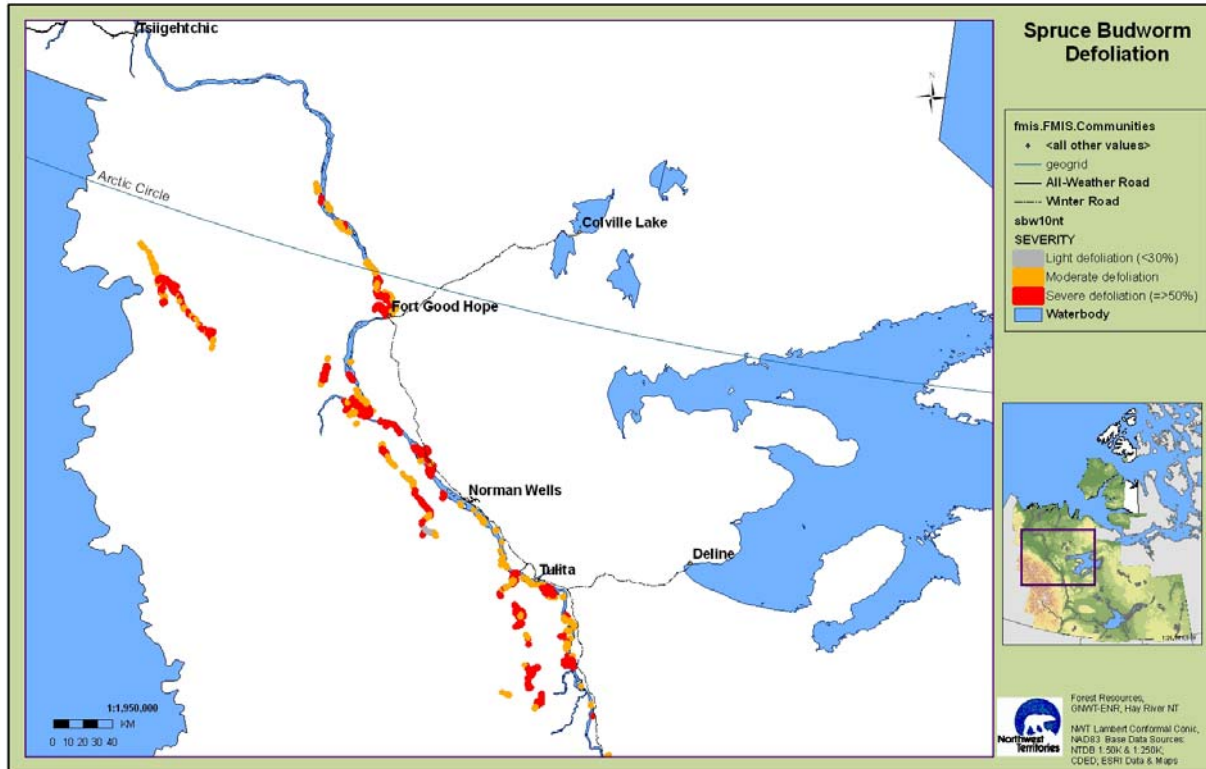 Tsiigehtchic
Arctic Circle
Colville Lake
Fort Good Hope
Norman Wells
Tulita
Deline
N
1:1,950,000
KM
0 10 20 30 40
Spruce Budworm
Defoliation
fmis.FMIS.Communities
<all other values>
geogrid
All-Weather Road
Winter Road
sbw10nt
SEVERITY
Light defoliation (<30%)
Moderate defoliation
Severe defoliation (=>50%)
Waterbody
Northwest
Territories
Forest Resources,
GNWT-ENR, Hay River NT
NWT Lambert Conformal Conic,
NAD83. Base Data Sources:
NTDB 1:50K & 1:250K;
CDED; ESRI Data & Maps